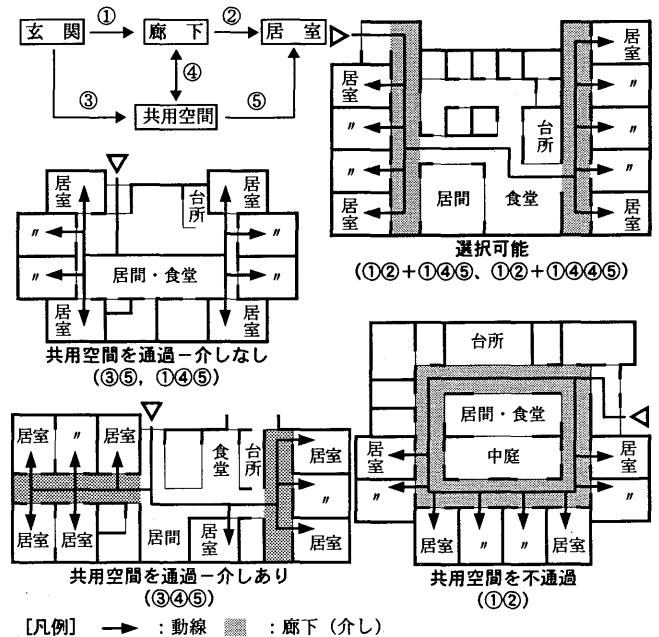 ① ②
玄関 廊下 居室
④
③ ⑤
共用空間
居室 居室
居室 〃
〃 台所
〃 〃
〃 〃
居室 居間 食堂 居室
選択可能
(①②+①④⑤、①②+①④④⑤)
居室 台所 居室
〃 〃
〃 居間・食堂 〃
居室 居室
共用空間を通過ー介しなし
(③⑤, ①④⑤)
台所
居間・食堂
居室 中庭 居室
〃 〃
居室 〃 〃 居室
共用空間を不通過
(①②)
居室 〃 居室 食堂 台所 居室
〃
居室 居室 居間 居室 居室
共用空間を通過ー介しあり
(③④⑤)
[凡例] :動線 :廊下(介し)